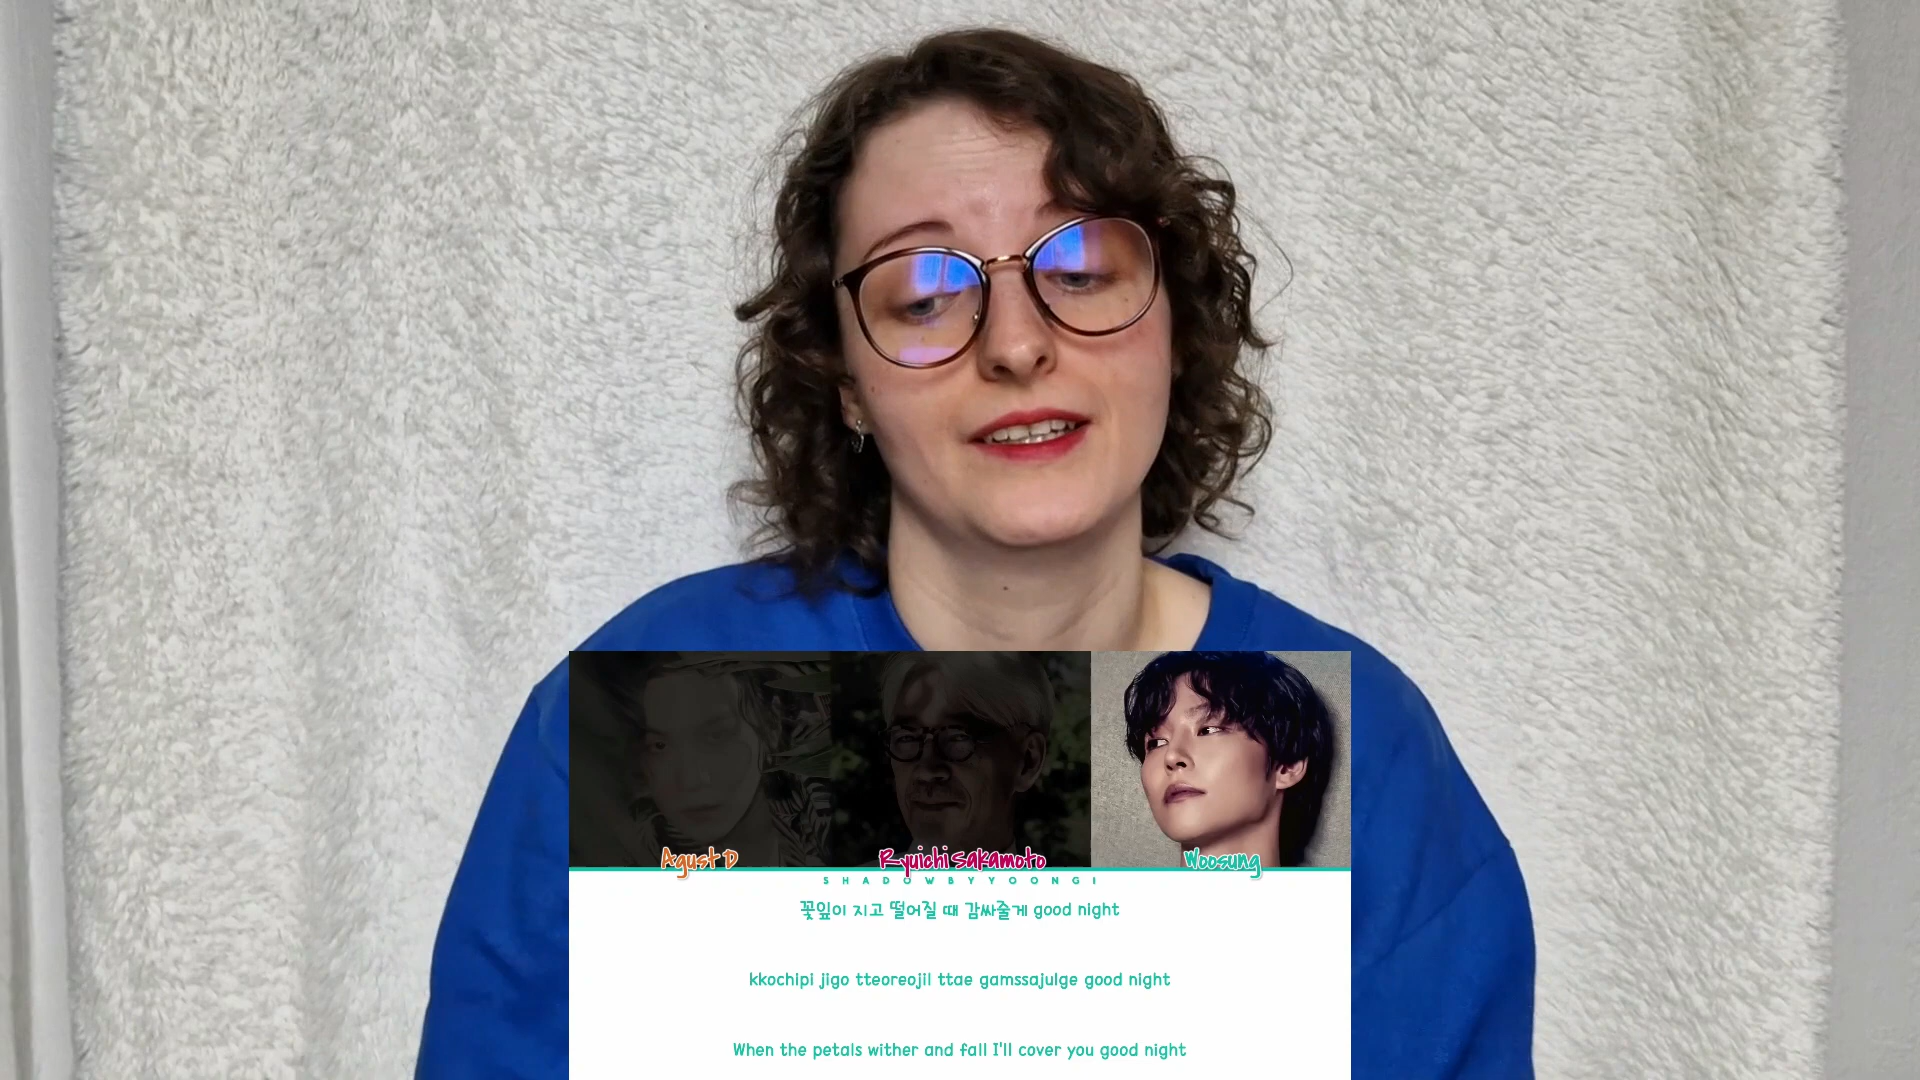 Agust D
Ryuichi Sakamoto
Woosung
SHADOWBYYOONGI
꽃잎이 지고 떨어질 때 감싸줄게 good night
kkochipi jigo tteoreojil ttae gamssajulge good night
When the petals wither and fall I'll cover you good night